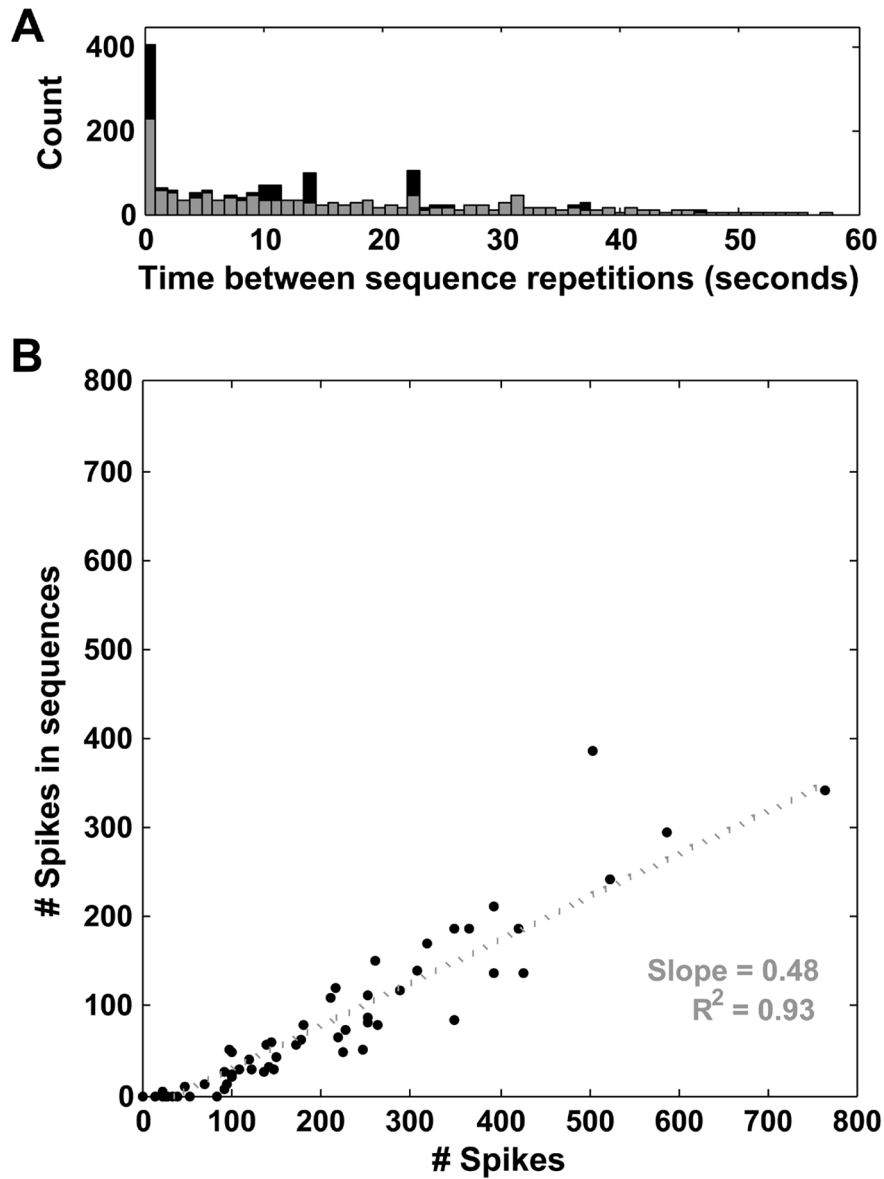 A
400
200
0
Count
0 10 20 30 40 50 60
Time between sequence repetitions (seconds)
B
800
700
600
500
400
300
200
100
0
# Spikes in sequences
Slope = 0.48
R² = 0.93
0 100 200 300 400 500 600 700 800
# Spikes